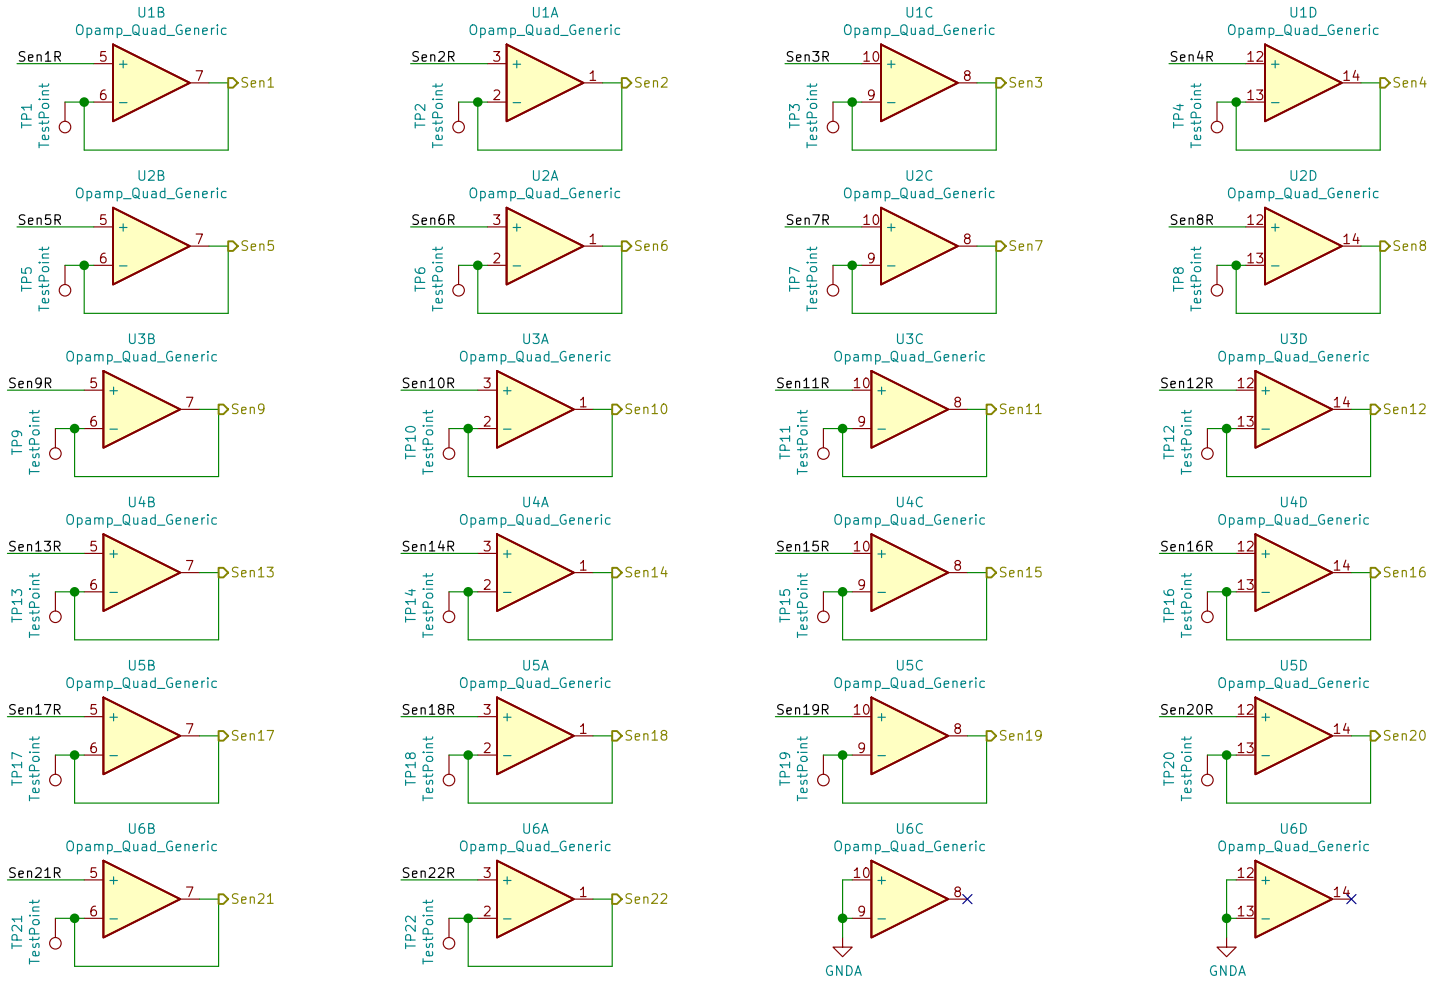 U1B
Opamp_Quad_Generic
Sen1R
5
+
7
Sen1
6
−
TP1
TestPoint
U1A
Opamp_Quad_Generic
Sen2R
3
+
1
Sen2
2
−
TP2
TestPoint
U1C
Opamp_Quad_Generic
Sen3R
10
+
8
Sen3
9
−
TP3
TestPoint
U1D
Opamp_Quad_Generic
Sen4R
12
+
14
Sen4
13
−
TP4
TestPoint
U2B
Opamp_Quad_Generic
Sen5R
5
+
7
Sen5
6
−
TP5
TestPoint
U2A
Opamp_Quad_Generic
Sen6R
3
+
1
Sen6
2
−
TP6
TestPoint
U2C
Opamp_Quad_Generic
Sen7R
10
+
8
Sen7
9
−
TP7
TestPoint
U2D
Opamp_Quad_Generic
Sen8R
12
+
14
Sen8
13
−
TP8
TestPoint
U3B
Opamp_Quad_Generic
Sen9R
5
+
7
Sen9
6
−
TP9
TestPoint
U3A
Opamp_Quad_Generic
Sen10R
3
+
1
Sen10
2
−
TP10
TestPoint
U3C
Opamp_Quad_Generic
Sen11R
10
+
8
Sen11
9
−
TP11
TestPoint
U3D
Opamp_Quad_Generic
Sen12R
12
+
14
Sen12
13
−
TP12
TestPoint
U4B
Opamp_Quad_Generic
Sen13R
5
+
7
Sen13
6
−
TP13
TestPoint
U4A
Opamp_Quad_Generic
Sen14R
3
+
1
Sen14
2
−
TP14
TestPoint
U4C
Opamp_Quad_Generic
Sen15R
10
+
8
Sen15
9
−
TP15
TestPoint
U4D
Opamp_Quad_Generic
Sen16R
12
+
14
Sen16
13
−
TP16
TestPoint
U5B
Opamp_Quad_Generic
Sen17R
5
+
7
Sen17
6
−
TP17
TestPoint
U5A
Opamp_Quad_Generic
Sen18R
3
+
1
Sen18
2
−
TP18
TestPoint
U5C
Opamp_Quad_Generic
Sen19R
10
+
8
Sen19
9
−
TP19
TestPoint
U5D
Opamp_Quad_Generic
Sen20R
12
+
14
Sen20
13
−
TP20
TestPoint
U6B
Opamp_Quad_Generic
Sen21R
5
+
7
Sen21
6
−
TP21
TestPoint
U6A
Opamp_Quad_Generic
Sen22R
3
+
1
Sen22
2
−
TP22
TestPoint
U6C
Opamp_Quad_Generic
10
+
8
9
−
GNDA
U6D
Opamp_Quad_Generic
12
+
14
13
−
GNDA